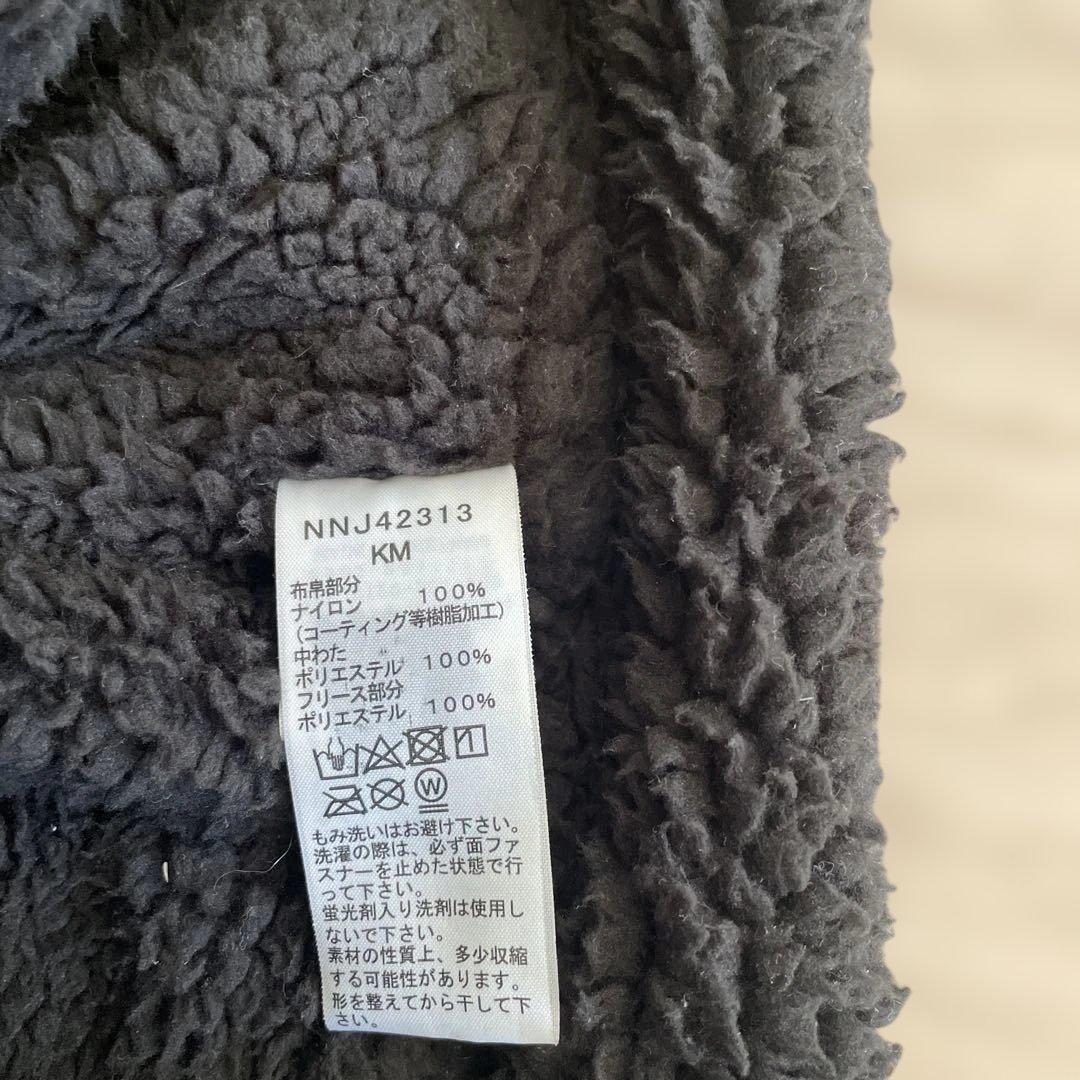 NNJ42313
KM
布帛部分
ナイロン 100%
(コーティング等樹脂加工)
中わた
ポリエステル 100%
フリース部分
ポリエステル 100%
W
もみ洗いはお避け下さい。
洗濯の際は、必ず面ファ
スナーを止めた状態で行
って下さい。
蛍光剤入り洗剤は使用し
ないで下さい。
素材の性質上、多少収縮
する可能性があります。
形を整えてから干して下
さい。